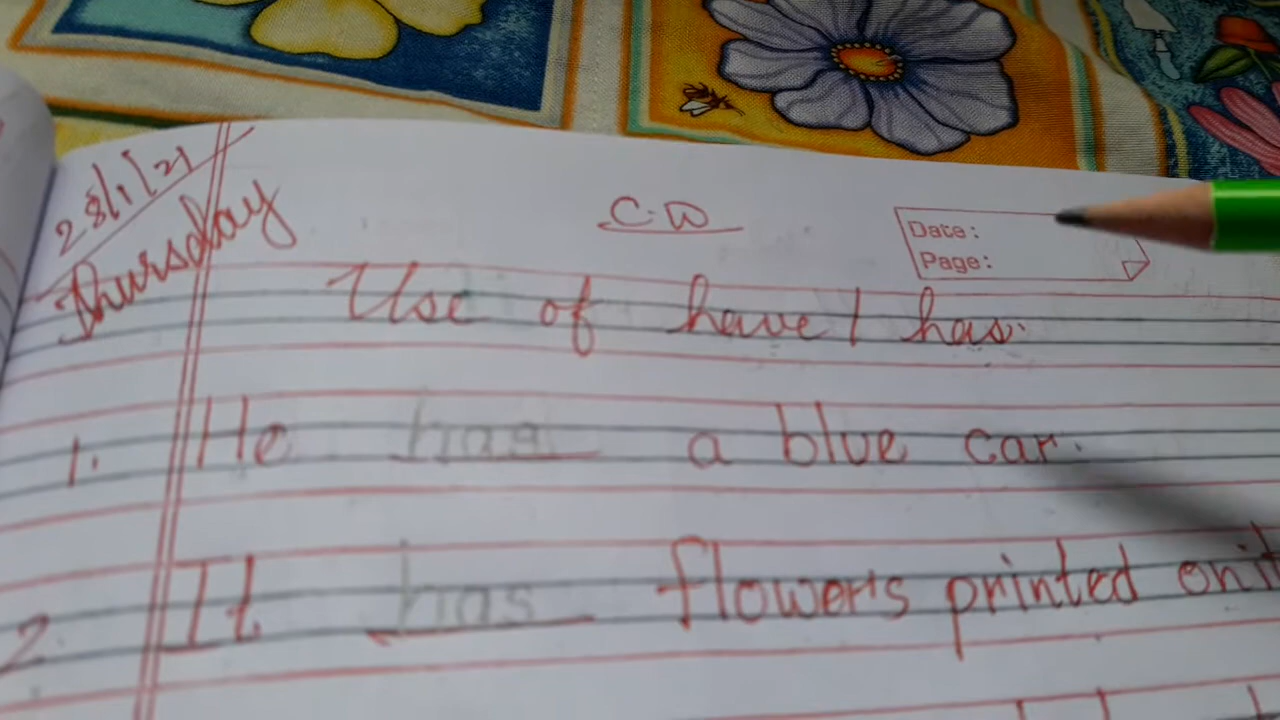 28/1/21
Thursday
C.W
Date:
Page:
Use of have/has.
1. He has a blue car.
2. It has flowers printed on it